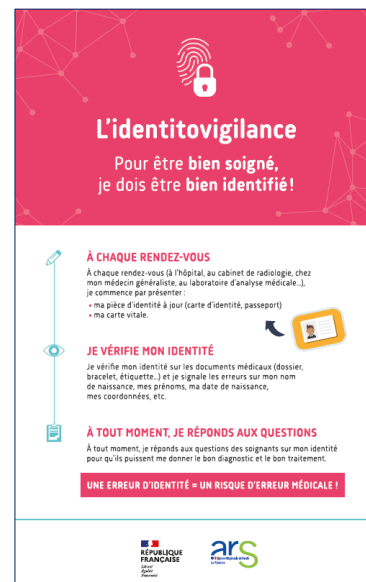 L'identitovigilance
Pour être bien soigné,
je dois être bien identifié!
À CHAQUE RENDEZ-VOUS
À chaque rendez-vous (à l'hôpital, au cabinet de radiologie, chez
mon médecin généraliste, au laboratoire d'analyse médicale...),
je commence par présenter :
• ma pièce d'identité à jour (carte d'identité, passeport)
• ma carte vitale.
JE VÉRIFIE MON IDENTITÉ
Je vérifie mon identité sur les documents médicaux (dossier,
bracelet, étiquette...) et je signale les erreurs sur mon nom
de naissance, mes prénoms, ma date de naissance,
mes coordonnées, etc.
À TOUT MOMENT, JE RÉPONDS AUX QUESTIONS
À tout moment, je réponds aux questions des soignants sur mon identité
pour qu'ils puissent me donner le bon diagnostic et le bon traitement.
UNE ERREUR D'IDENTITÉ = UN RISQUE D'ERREUR MÉDICALE !
RÉPUBLIQUE
FRANÇAISE
Liberté
Égalité
Fraternité
ars